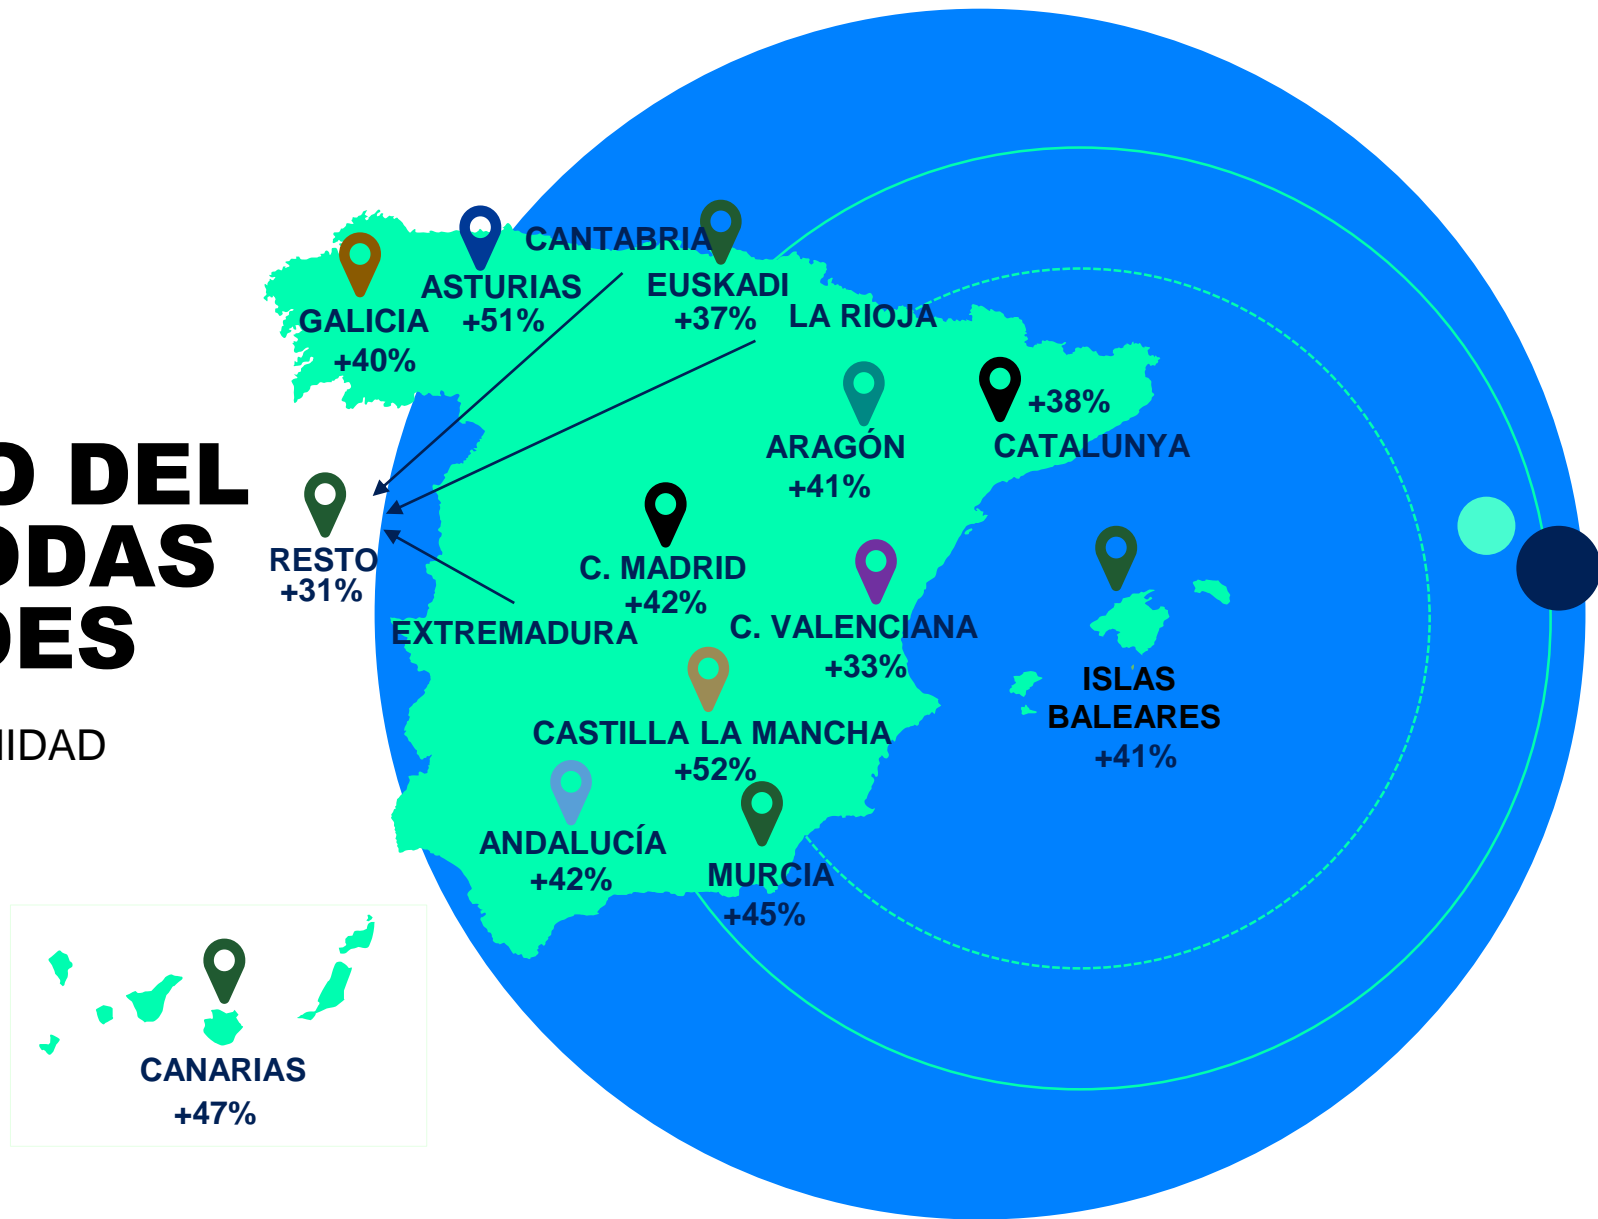 O DEL
ODAS
DES
IIDAD
CANTABRIA
ASTURIAS
+51%
EUSKADI
+37%
GALICIA
+40%
LA RIOJA
+38%
CATALUNYA
ARAGÓN
+41%
RESTO
+31%
C. MADRID
+42%
EXTREMADURA
C. VALENCIANA
+33%
ISLAS
BALEARES
+41%
CASTILLA LA MANCHA
+52%
ANDALUCÍA
+42%
MURCIA
+45%
CANARIAS
+47%